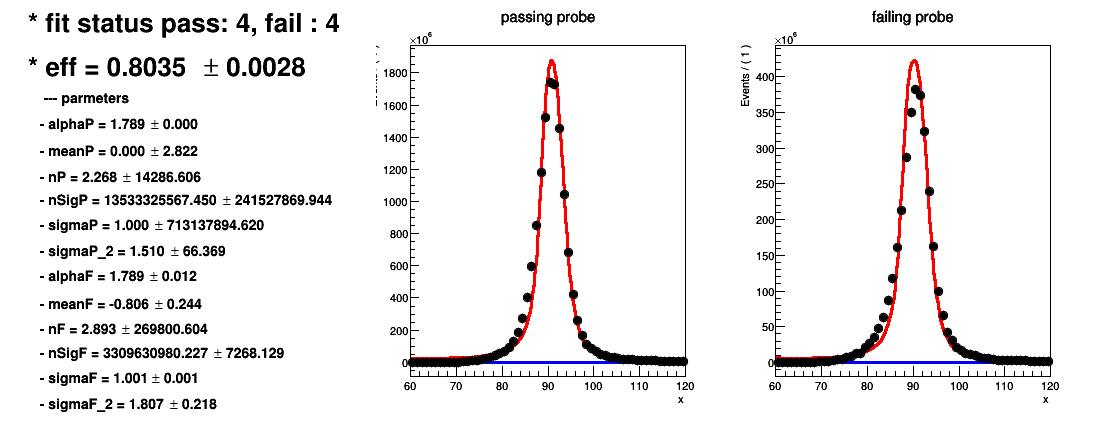 * fit status pass: 4, fail : 4
* eff = 0.8035 ± 0.0028
--- parmeters
- alphaP = 1.789 ± 0.000
- meanP = 0.000 ± 2.822
- nP = 2.268 ± 14286.606
- nSigP = 13533325567.450 ± 241527869.944
- sigmaP = 1.000 ± 713137894.620
- sigmaP_2 = 1.510 ± 66.369
- alphaF = 1.789 ± 0.012
- meanF = -0.806 ± 0.244
- nF = 2.893 ± 269800.604
- nSigF = 3309630980.227 ± 7268.129
- sigmaF = 1.001 ± 0.001
- sigmaF_2 = 1.807 ± 0.218
passing probe
×10⁶
1800
1600
1400
1200
1000
800
600
400
200
0
60 70 80 90 100 110 120
x
failing probe
×10⁶
Events / ( 1 )
400
350
300
250
200
150
100
50
0
60 70 80 90 100 110 120
x